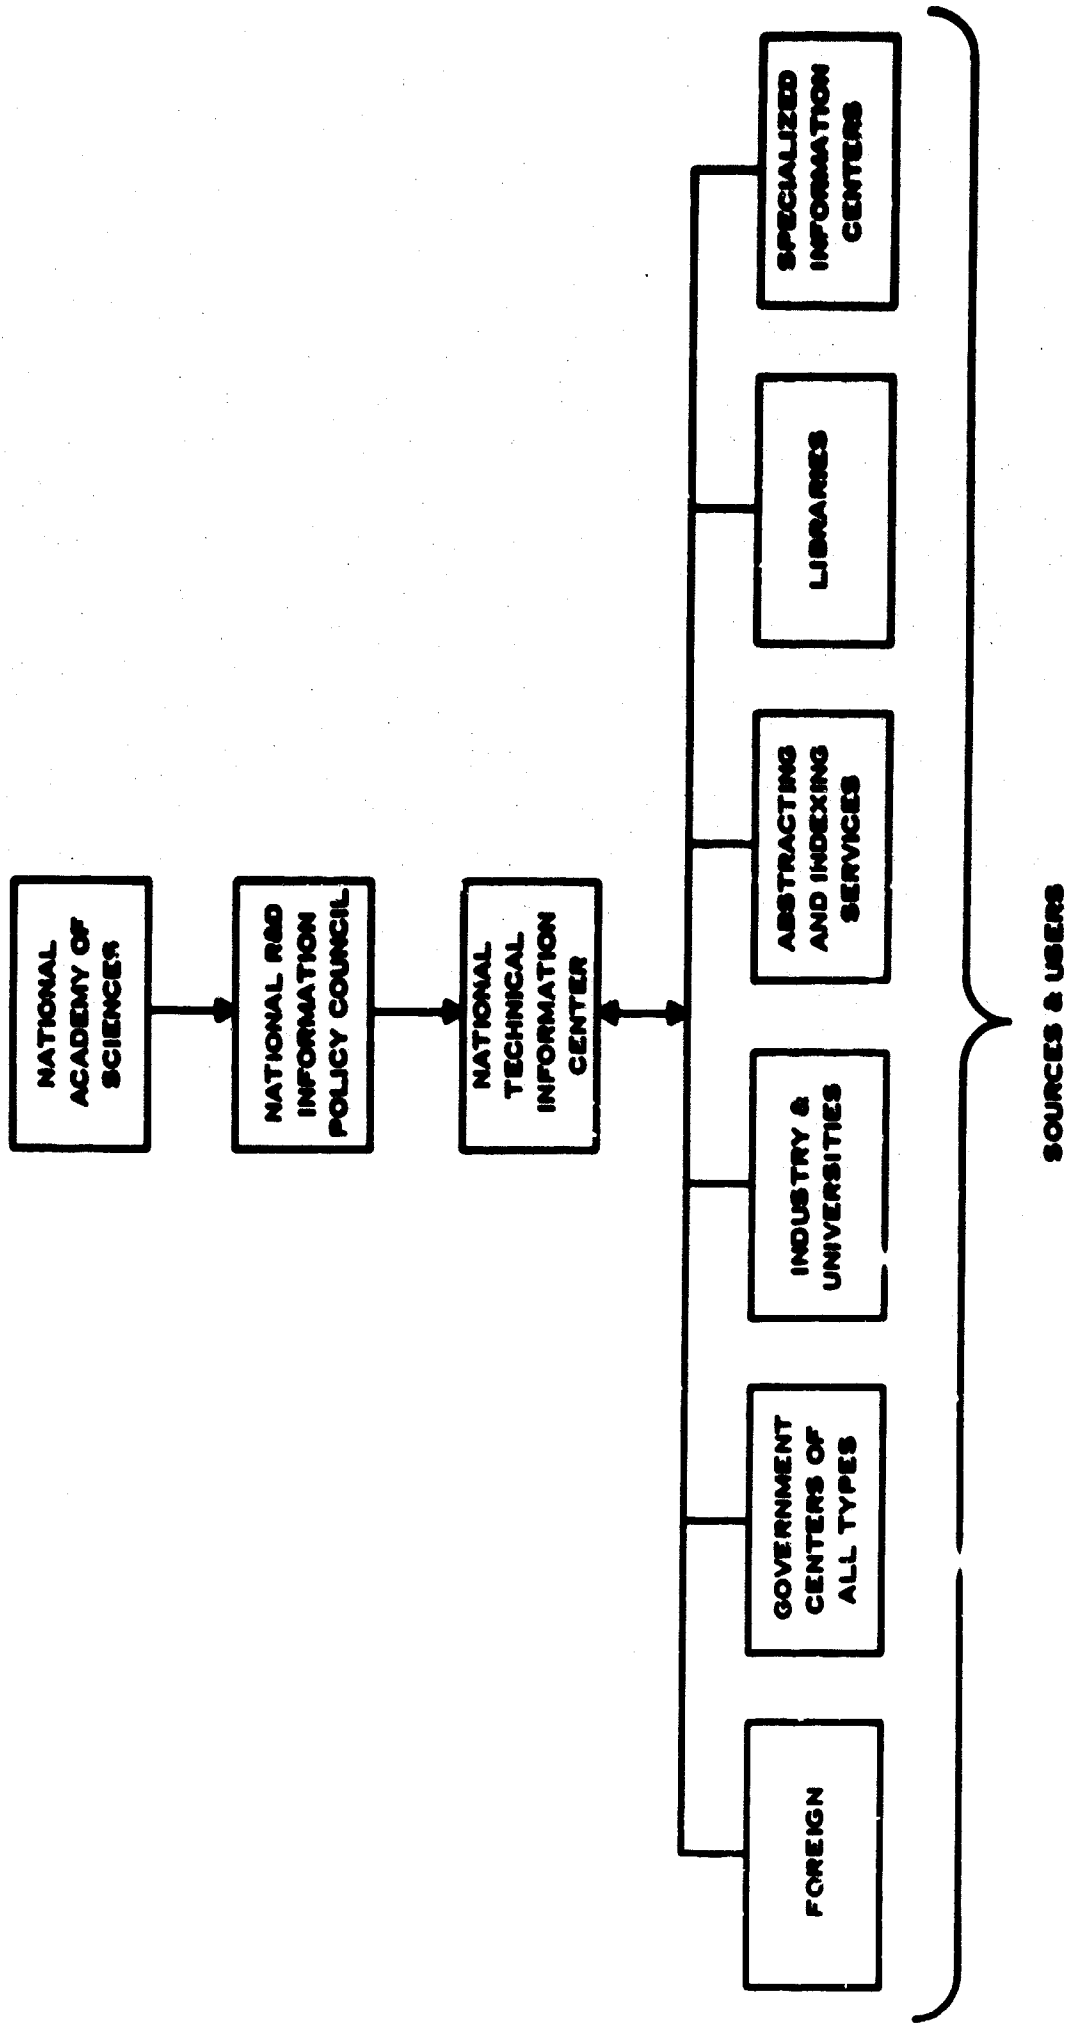 NATIONAL
ACADEMY OF
SCIENCES
NATIONAL R&D
INFORMATION
POLICY COUNCIL
NATIONAL
TECHNICAL
INFORMATION
CENTER
FOREIGN
GOVERNMENT
CENTERS OF
ALL TYPES
INDUSTRY &
UNIVERSITIES
ABSTRACTING
AND INDEXING
SERVICES
LIBRARIES
SPECIALIZED
INFORMATION
CENTERS
SOURCES & USERS